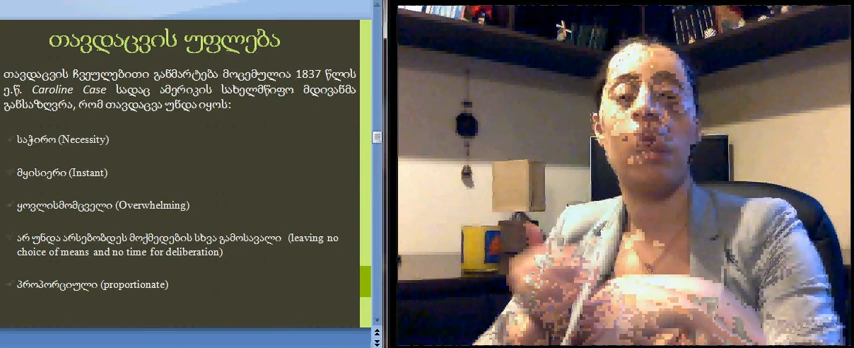 თავდაცვის უფლება
თავდაცვის ჩვეულებითი განმარტება მოცემულია 1837 წლის
ე.წ. Caroline Case სადაც ამერიკის სახელმწიფო მდივანმა
განსაზღვრა, რომ თავდაცვა უნდა იყოს:
საჭირო (Necessity)
მყისიერი (Instant)
ყოვლისმომცველი (Overwhelming)
არ უნდა არსებობდეს მოქმედების სხვა გამოსავალი (leaving no
choice of means and no time for deliberation)
პროპორციული (proportionate)